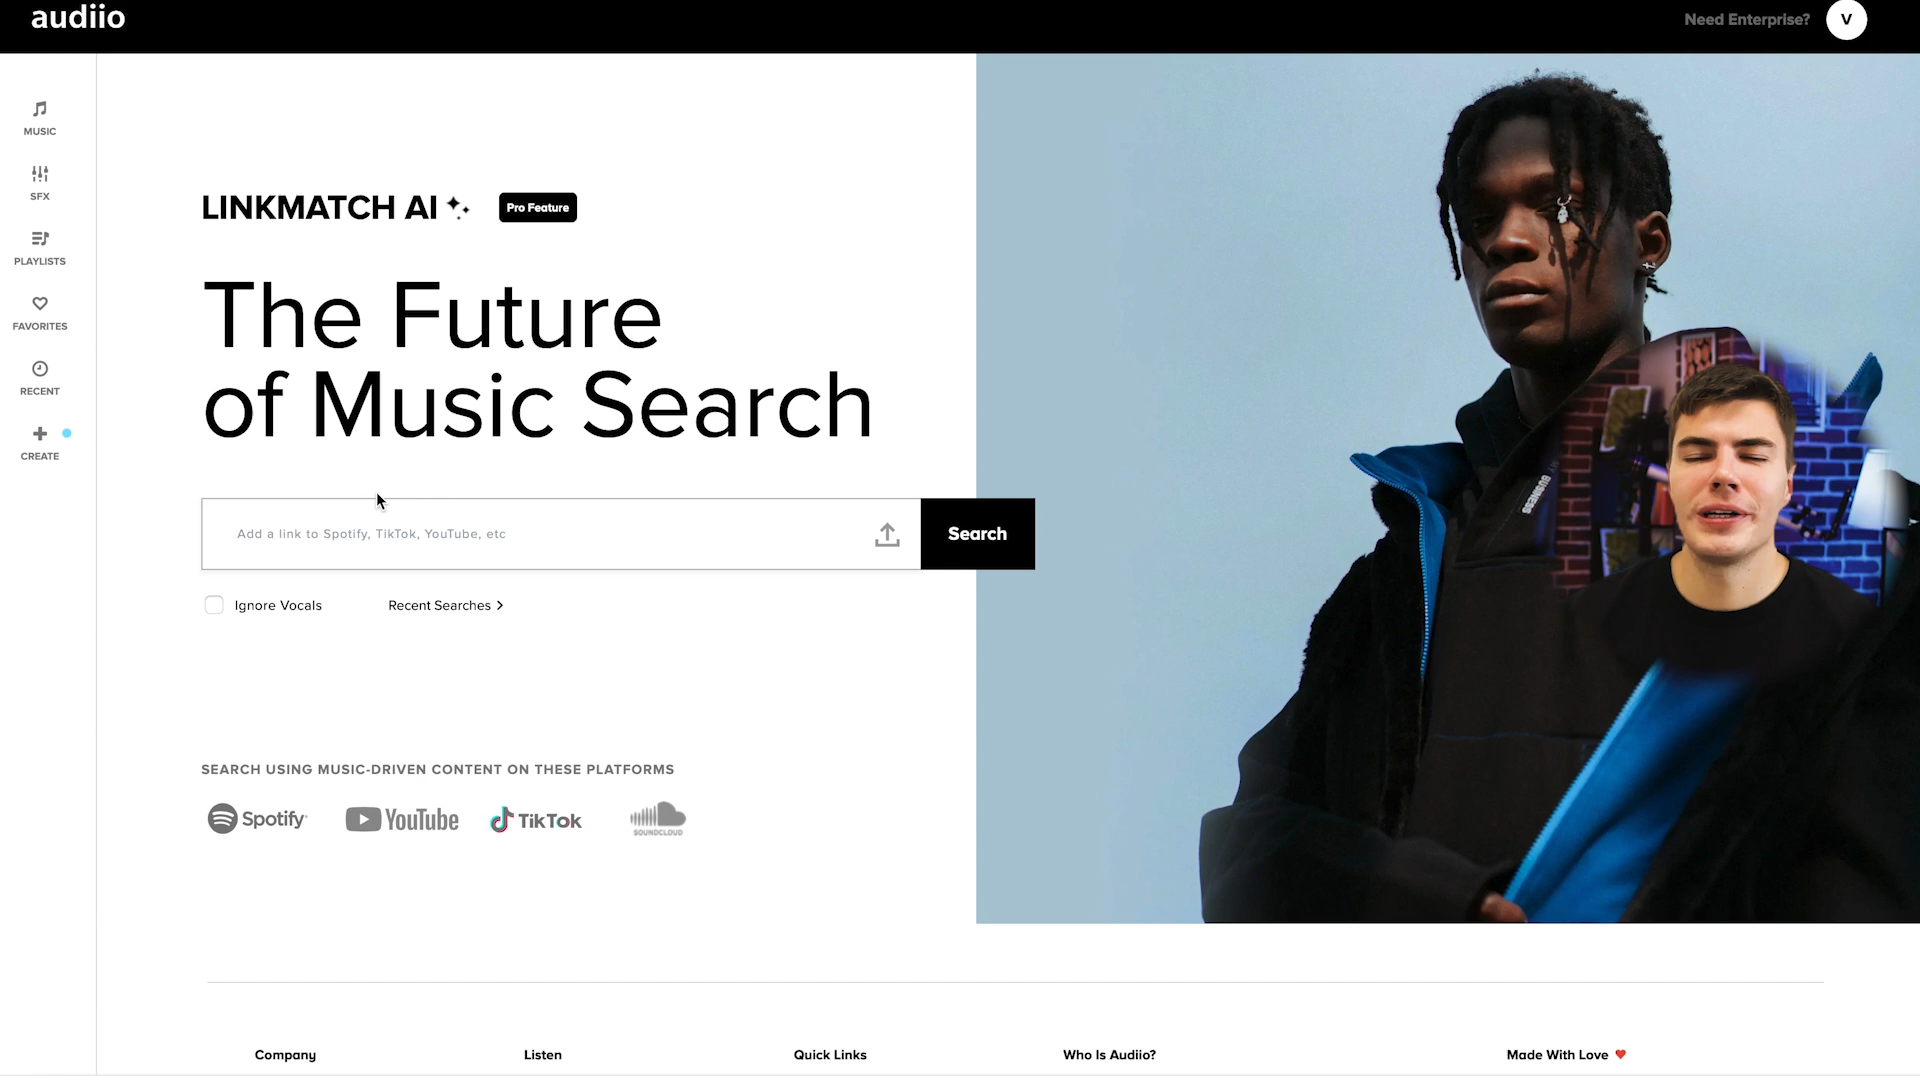 audiio
Need Enterprise?
V
MUSIC
SFX
PLAYLISTS
FAVORITES
RECENT
CREATE
LINKMATCH AI
Pro Feature
The Future
of Music Search
Add a link to Spotify, TikTok, YouTube, etc
Search
Ignore Vocals
Recent Searches >
SEARCH USING MUSIC-DRIVEN CONTENT ON THESE PLATFORMS
Spotify
YouTube
TikTok
SOUNDCLOUD
BUSINESS
Company
Listen
Quick Links
Who Is Audiio?
Made With Love